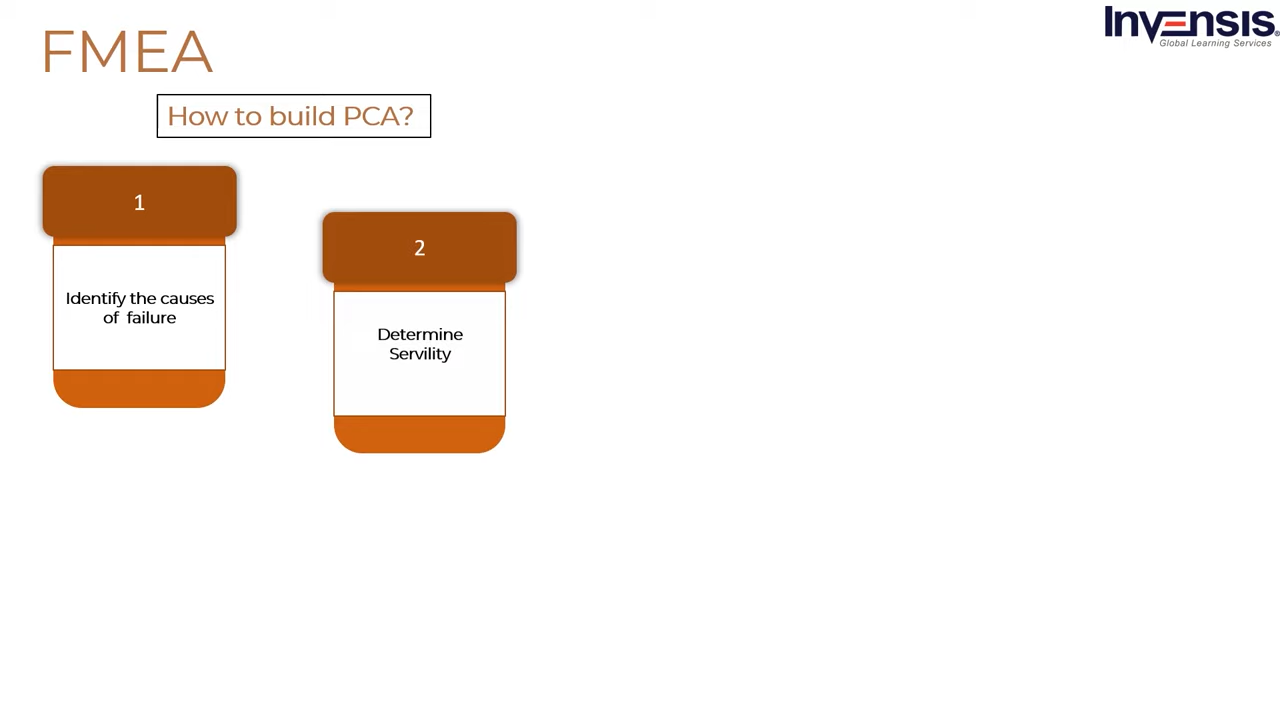 FMEA
Invensis®
Global Learning Services
How to build PCA?
1
Identify the causes
of failure
2
Determine
Servility